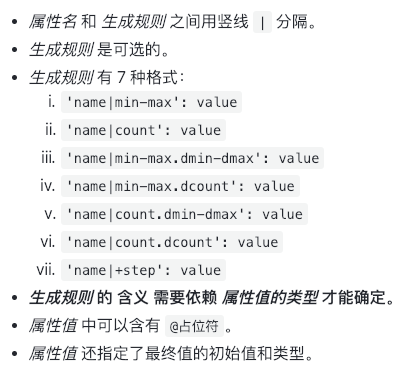 • 属性名 和 生成规则 之间用竖线 | 分隔。
• 生成规则 是可选的。
• 生成规则 有 7 种格式：
i. 'name|min-max': value
ii. 'name|count': value
iii. 'name|min-max.dmin-dmax': value
iv. 'name|min-max.dcount': value
v. 'name|count.dmin-dmax': value
vi. 'name|count.dcount': value
vii. 'name|+step': value
• 生成规则 的 含义 需要依赖 属性值的类型 才能确定。
• 属性值 中可以含有 @占位符 。
• 属性值 还指定了最终值的初始值和类型。